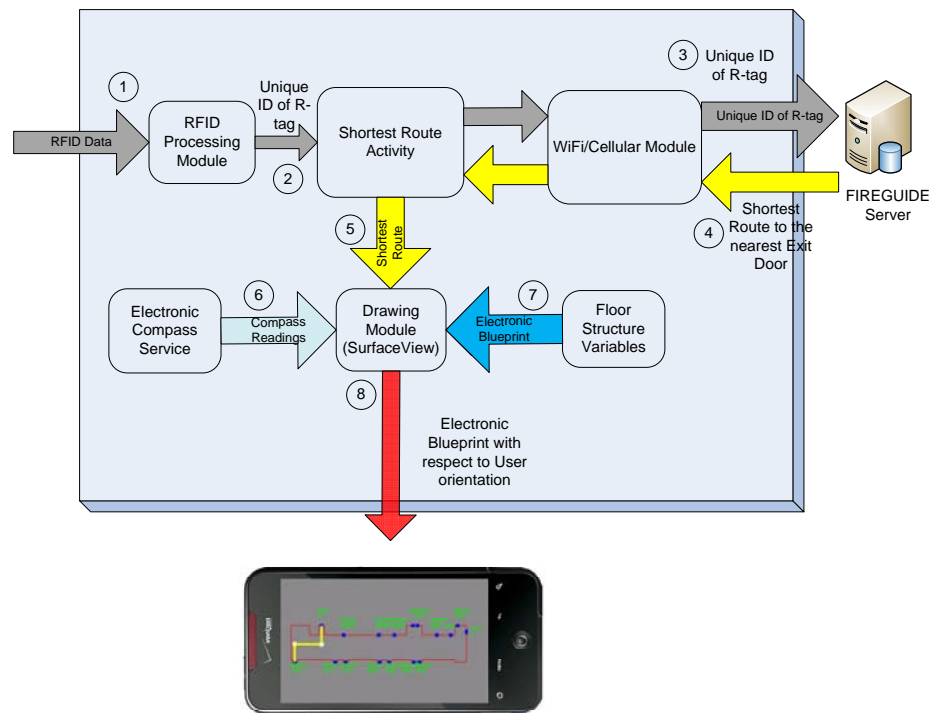 1
RFID Data
RFID
Processing
Module
Unique
ID of R-
tag
2
Shortest Route
Activity
WiFi/Cellular Module
3
Unique ID
of R-tag
Unique ID of R-tag
FIREGUIDE
Server
4
Shortest
Route to the
nearest Exit
Door
5
Shortest
Route
Electronic
Compass
Service
6
Compass
Readings
Drawing
Module
(SurfaceView)
7
Electronic
Blueprint
Floor
Structure
Variables
8
Electronic
Blueprint with
respect to User
orientation